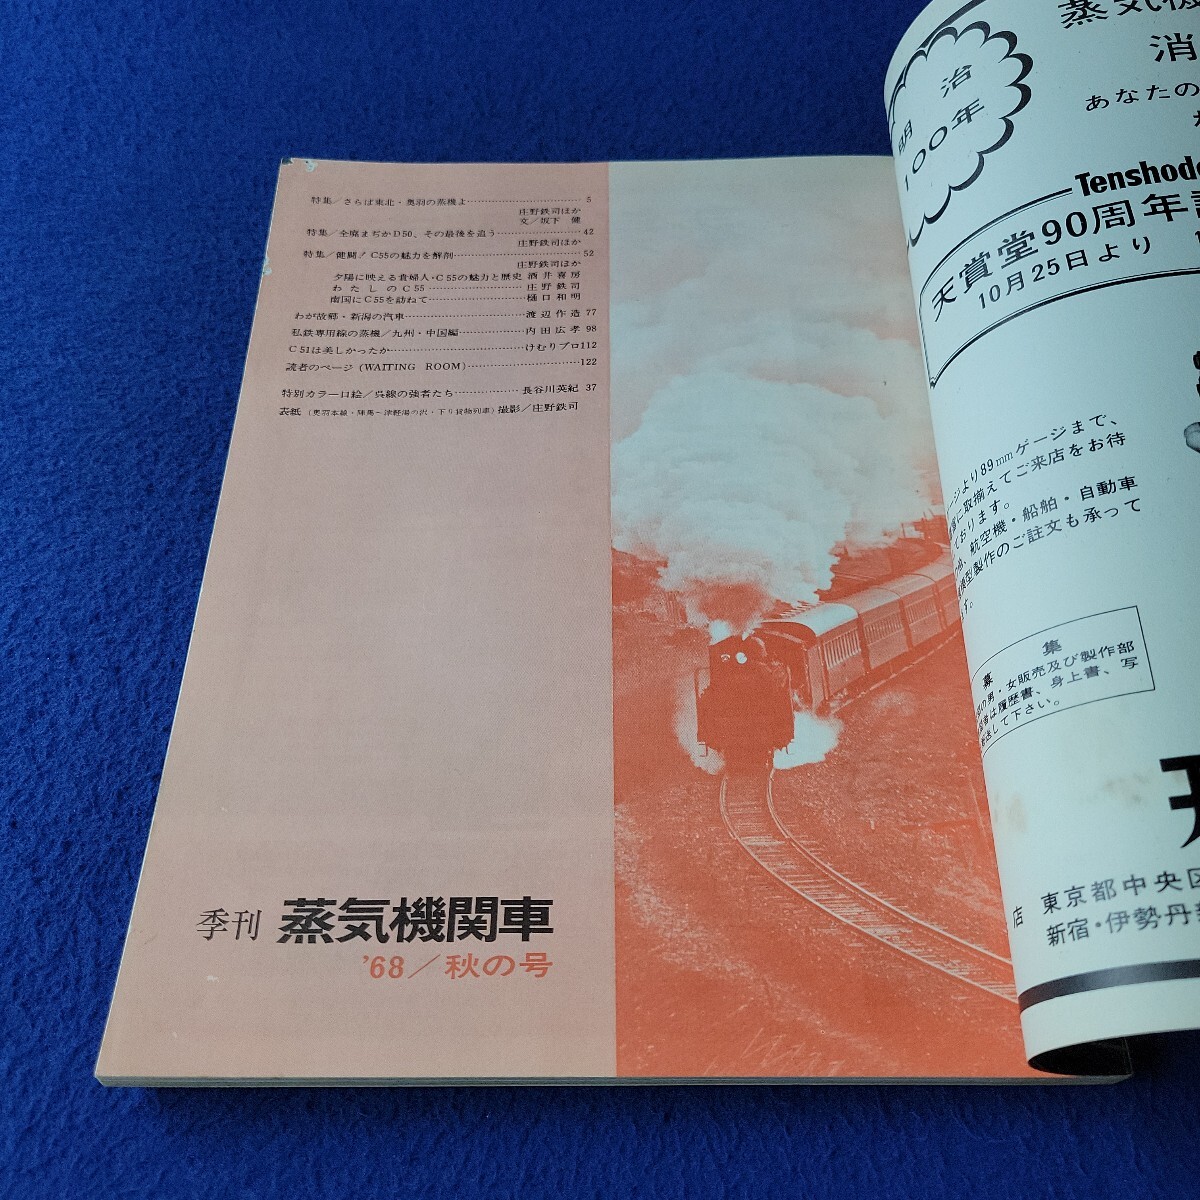 特集／さらば東北・奥羽の蒸機よ…………………………5
庄野鉄司ほか
文／坂下 健
特集／全廃まぢかD50、その最後を追う…………………42
庄野鉄司ほか
特集／健闘！C55の魅力を解剖…………………………52
庄野鉄司ほか
夕陽に映える貴婦人・C55の魅力と歴史 酒井喜房
わたしのC55……………………庄野鉄司
南国にC55を訪ねて……………………樋口和明
わが故郷・新潟の汽車……………………渡辺作造 77
私鉄専用線の蒸機／九州・中国編……………内田広孝 98
C51は美しかったか……………………けむりプロ112
読者のページ (WAITING ROOM)……………………122
特別カラー口絵／呉線の強者たち……………長谷川英紀 37
表紙 (奥羽本線・陣馬〜津軽湯の沢・下り貨物列車) 撮影／庄野鉄司
季刊 蒸気機関車
'68／秋の号
蒸気機
消
明治
100年
あなたの
Tenshodo
天賞堂90周年
10月25日より
ージより89mmゲージまで、
に取揃えてご来店をお待
ております。
、航空機・船舶・自動車
模型製作のご註文も承って
す。
募集
の男・女販売及び製作部
者は履歴書、身上書、写
送して下さい。
店 東京都中央区
新宿・伊勢丹